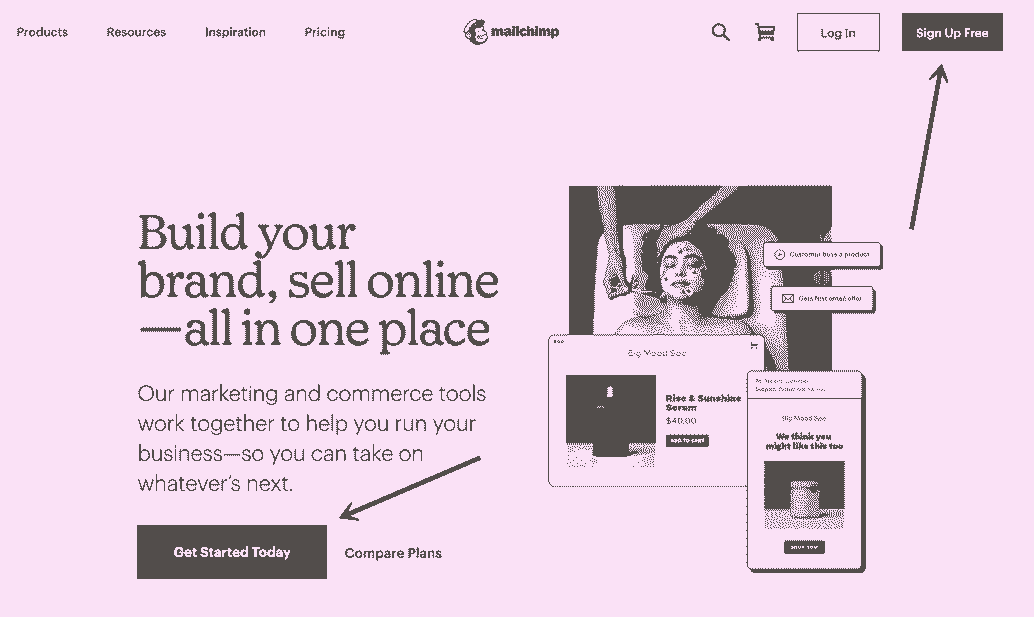 Products
Resources
Inspiration
Pricing
mailchimp
Log In
Sign Up Free
Build your
brand, sell online
—all in one place
Our marketing and commerce tools
work together to help you run your
business—so you can take on
whatever's next.
Get Started Today
Compare Plans
Customer buys a product
Gets first email offer
Big Mood Soc
Rise & Sunshine
Serum
$40.00
ADD TO CART
Big Mood Soc
We think you
might like this too
SHOP NOW